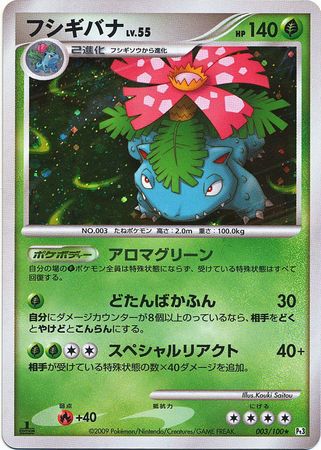 フシギバナ LV.55 HP 140
2進化 フシギソウから進化
NO.003 たねポケモン 高さ:2.0m 重さ:100.0kg
ポケボディー アロマグリーン
自分の場のポケモン全員は特殊状態にならず、受けている特殊状態はすべて
回復する。
どたんばかふん 30
自分にダメージカウンターが8個以上のっているなら、相手をどく
とやけどとこんらんにする。
スペシャルリアクト 40+
相手が受けている特殊状態の数×40ダメージを追加。
弱点 抵抗力 にげる
+40
1 EDITION
©2009 Pokémon/Nintendo/Creatures/GAME FREAK.
Illus. Kouki Saitou
003/100★ Pt3